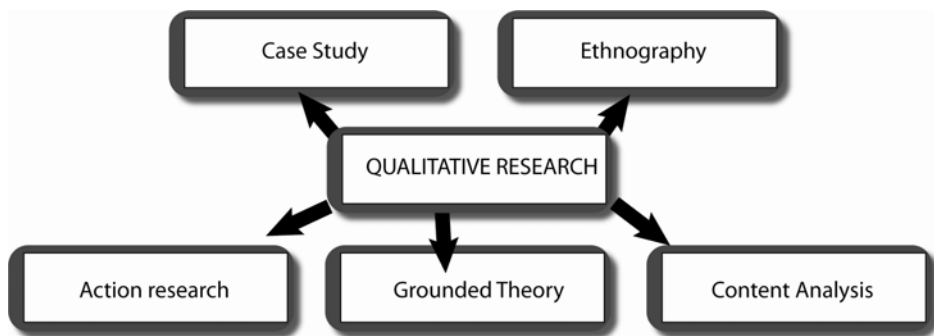 Case Study
Ethnography
QUALITATIVE RESEARCH
Action research
Grounded Theory
Content Analysis